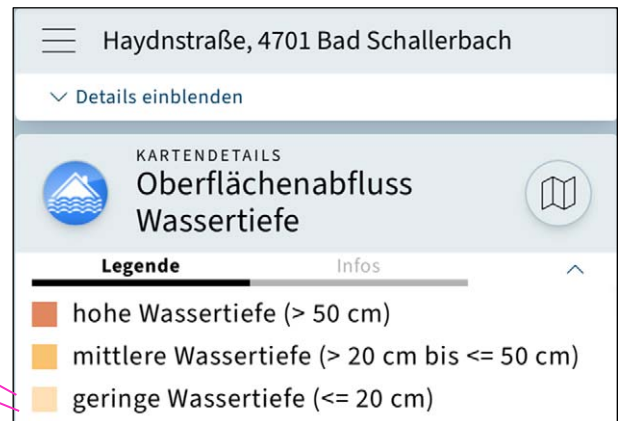 Haydnstraße, 4701 Bad Schallerbach
Details einblenden
KARTENDETAILS
Oberflächenabfluss
Wassertiefe
Legende Infos
hohe Wassertiefe (> 50 cm)
mittlere Wassertiefe (> 20 cm bis <= 50 cm)
geringe Wassertiefe (<= 20 cm)